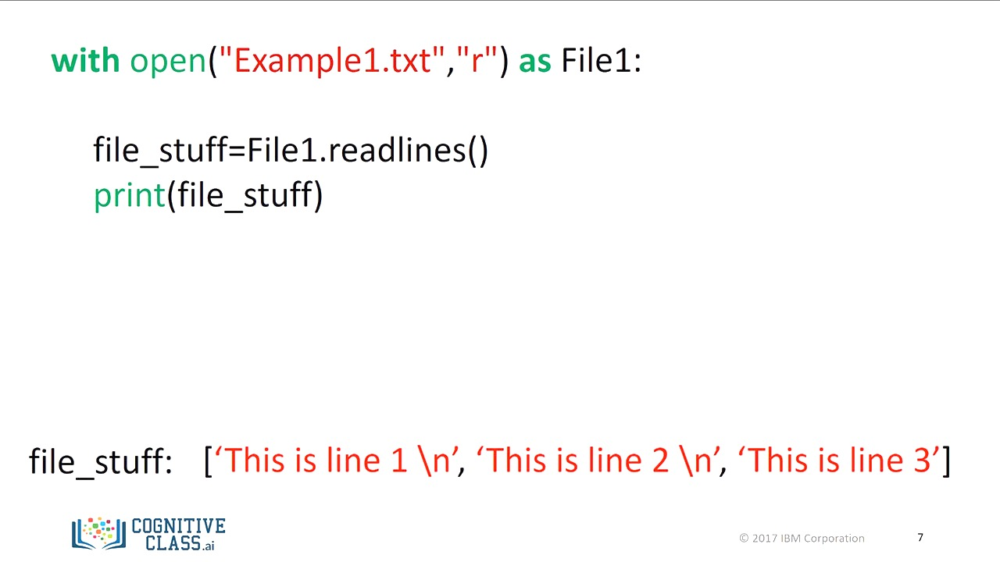 with open("Example1.txt","r") as File1:
file_stuff=File1.readlines()
print(file_stuff)
file_stuff: [‘This is line 1 \n’, ‘This is line 2 \n’, ‘This is line 3’]
COGNITIVE
CLASS.ai
© 2017 IBM Corporation 7